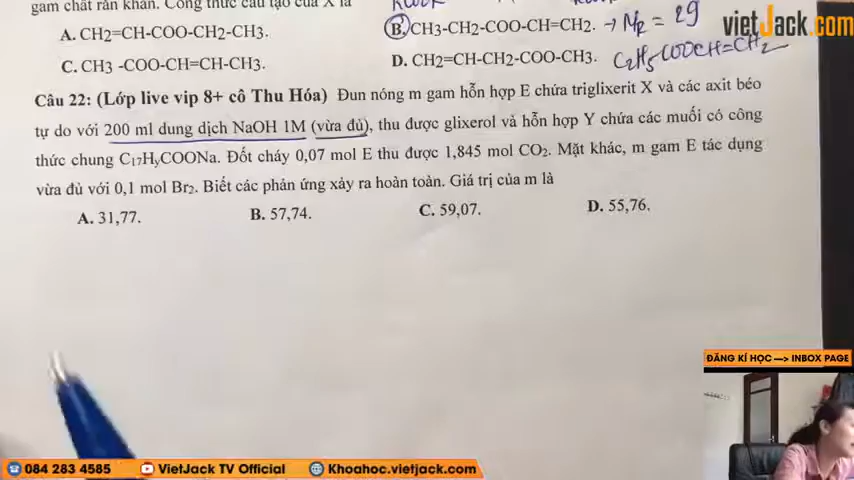 gam chất rắn khan. Công thức cấu tạo của X là
A. CH2=CH-COO-CH2-CH3.
B. CH3-CH2-COO-CH=CH2. → MR = 29
vietJack.com
C. CH3 -COO-CH=CH-CH3.
D. CH2=CH-CH2-COO-CH3.
C2H5COOCH=CH2
Câu 22: (Lớp live vip 8+ cô Thu Hóa) Đun nóng m gam hỗn hợp E chứa triglixerit X và các axit béo
tự do với 200 ml dung dịch NaOH 1M (vừa đủ), thu được glixerol và hỗn hợp Y chứa các muối có công
thức chung C17HyCOONa. Đốt cháy 0,07 mol E thu được 1,845 mol CO2. Mặt khác, m gam E tác dụng
vừa đủ với 0,1 mol Br2. Biết các phản ứng xảy ra hoàn toàn. Giá trị của m là
A. 31,77.
B. 57,74.
C. 59,07.
D. 55,76.
ĐĂNG KÍ HỌC —> INBOX PAGE
084 283 4585 VietJack TV Official Khoahoc.vietjack.com